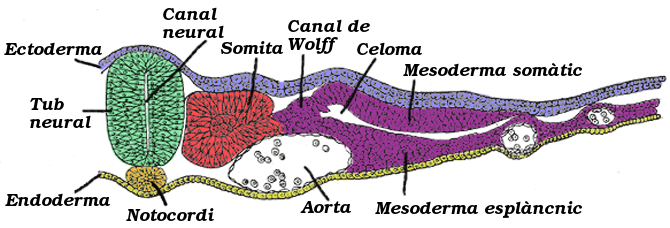 Canal
neural
Canal de
Wolff
Ectoderma
Somita
Celoma
Mesoderma somàtic
Tub
neural
Endoderma
Notocordi
Aorta
Mesoderma esplàncnic